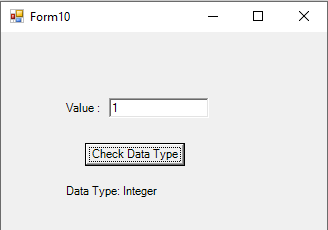 Form10
Value : 1
Check Data Type
Data Type: Integer